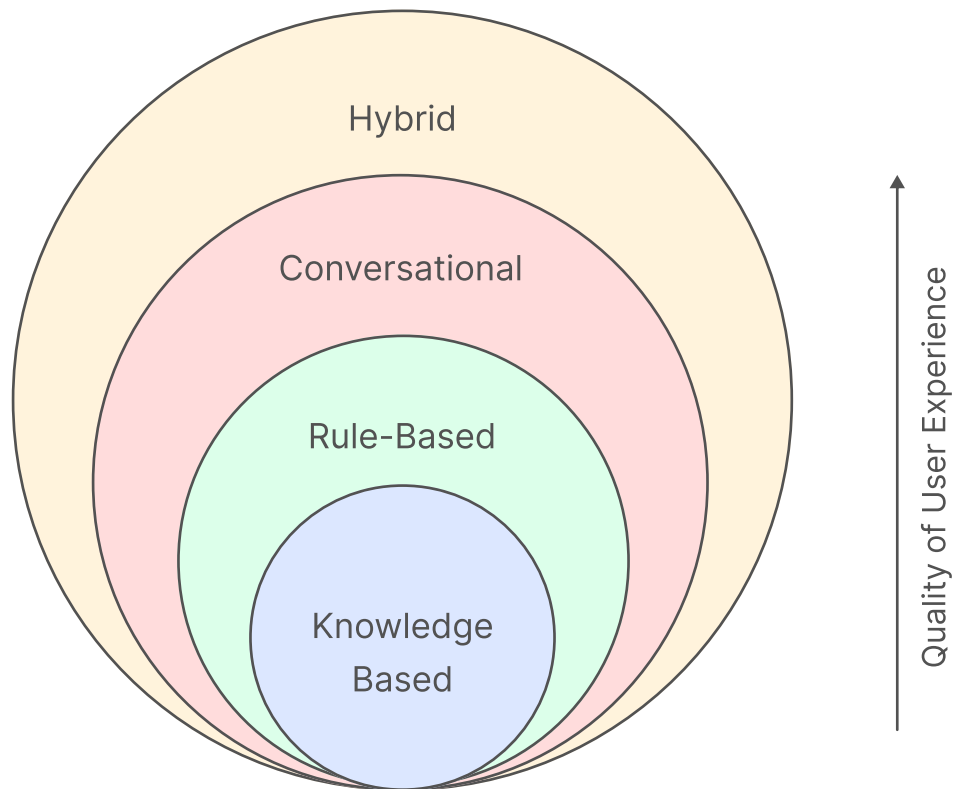 Hybrid
Conversational
Rule-Based
Knowledge
Based
Quality of User Experience